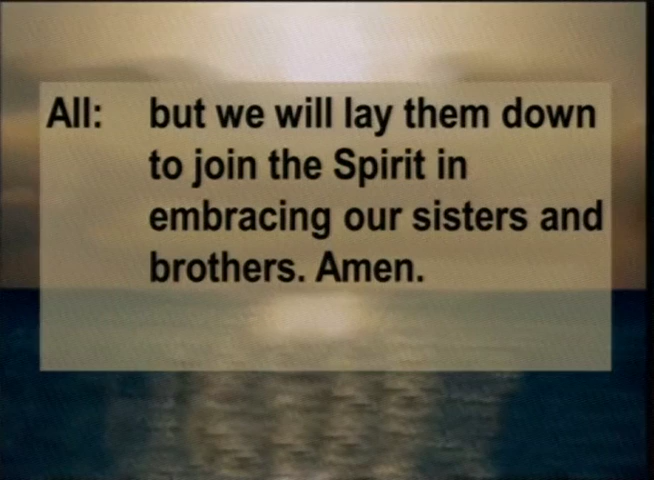 All: but we will lay them down
to join the Spirit in
embracing our sisters and
brothers. Amen.